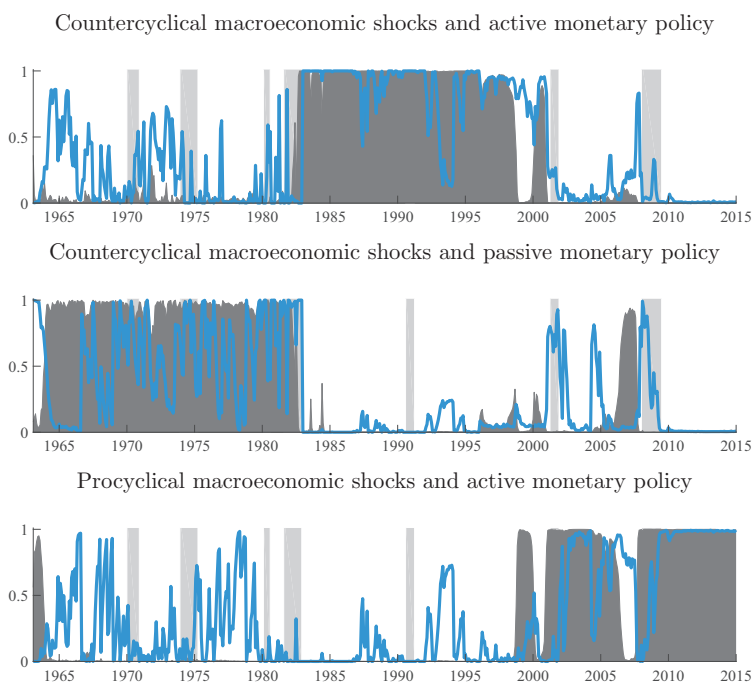 Countercyclical macroeconomic shocks and active monetary policy
1
0.5
0
1965 1970 1975 1980 1985 1990 1995 2000 2005 2010 2015
Countercyclical macroeconomic shocks and passive monetary policy
1
0.5
0
1965 1970 1975 1980 1985 1990 1995 2000 2005 2010 2015
Procyclical macroeconomic shocks and active monetary policy
1
0.5
0
1965 1970 1975 1980 1985 1990 1995 2000 2005 2010 2015